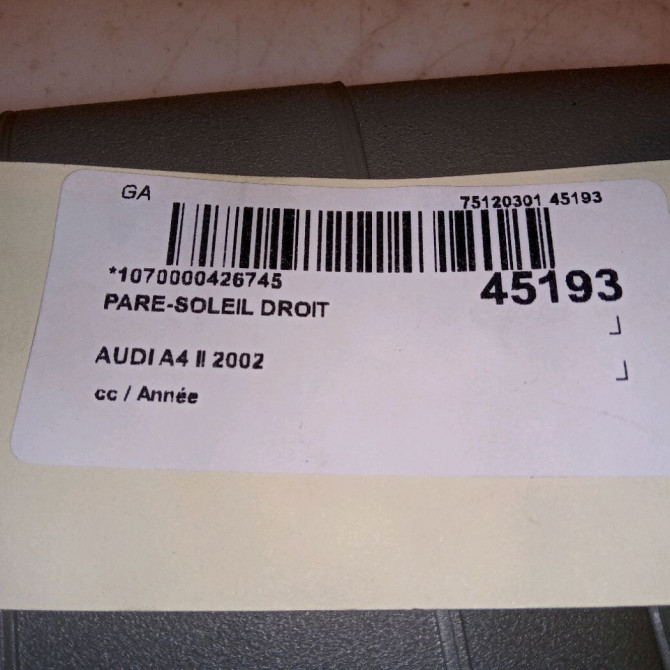 GA
75120301 45193
*1070000426745
45193
PARE-SOLEIL DROIT
AUDI A4 II 2002
cc / Année